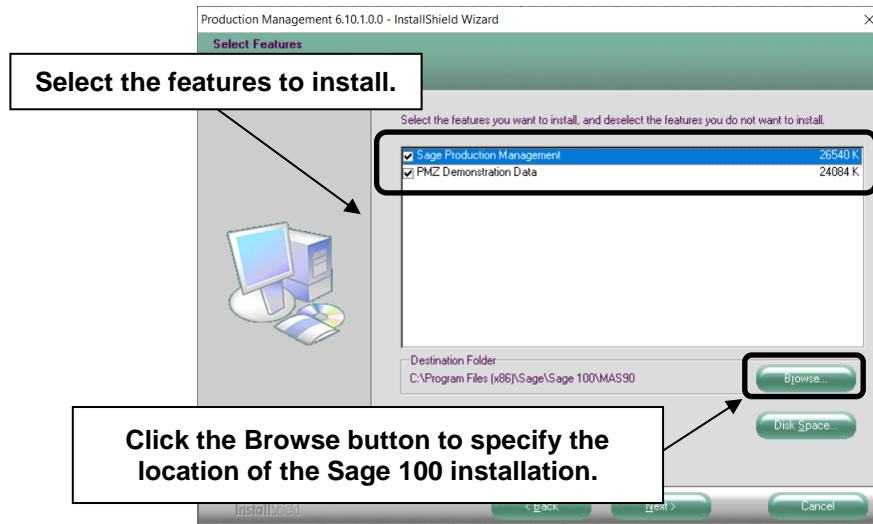 Production Management 6.10.1.0.0 - InstallShield Wizard
Select Features
Select the features to install.
Select the features you want to install, and deselect the features you do not want to install.
Sage Production Management 26540 K
PMZ Demonstration Data 24084 K
Destination Folder
C:\Program Files (x86)\Sage\Sage 100\MAS90
Browse...
Disk Space...
Click the Browse button to specify the
location of the Sage 100 installation.
InstallShield
< Back Next > Cancel